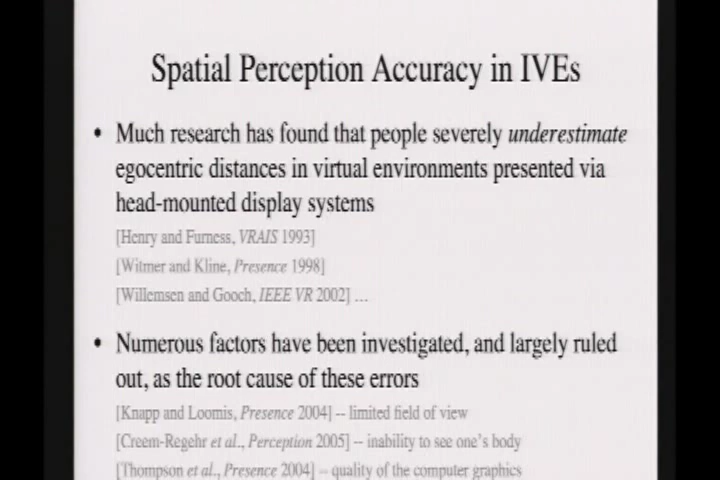 Spatial Perception Accuracy in IVEs
• Much research has found that people severely underestimate
egocentric distances in virtual environments presented via
head-mounted display systems
[Henry and Furness, VRAIS 1993]
[Witmer and Kline, Presence 1998]
[Willemsen and Gooch, IEEE VR 2002] ...
• Numerous factors have been investigated, and largely ruled
out, as the root cause of these errors
[Knapp and Loomis, Presence 2004] – limited field of view
[Creem-Regehr et al., Perception 2005] – inability to see one's body
[Thompson et al., Presence 2004] – quality of the computer graphics